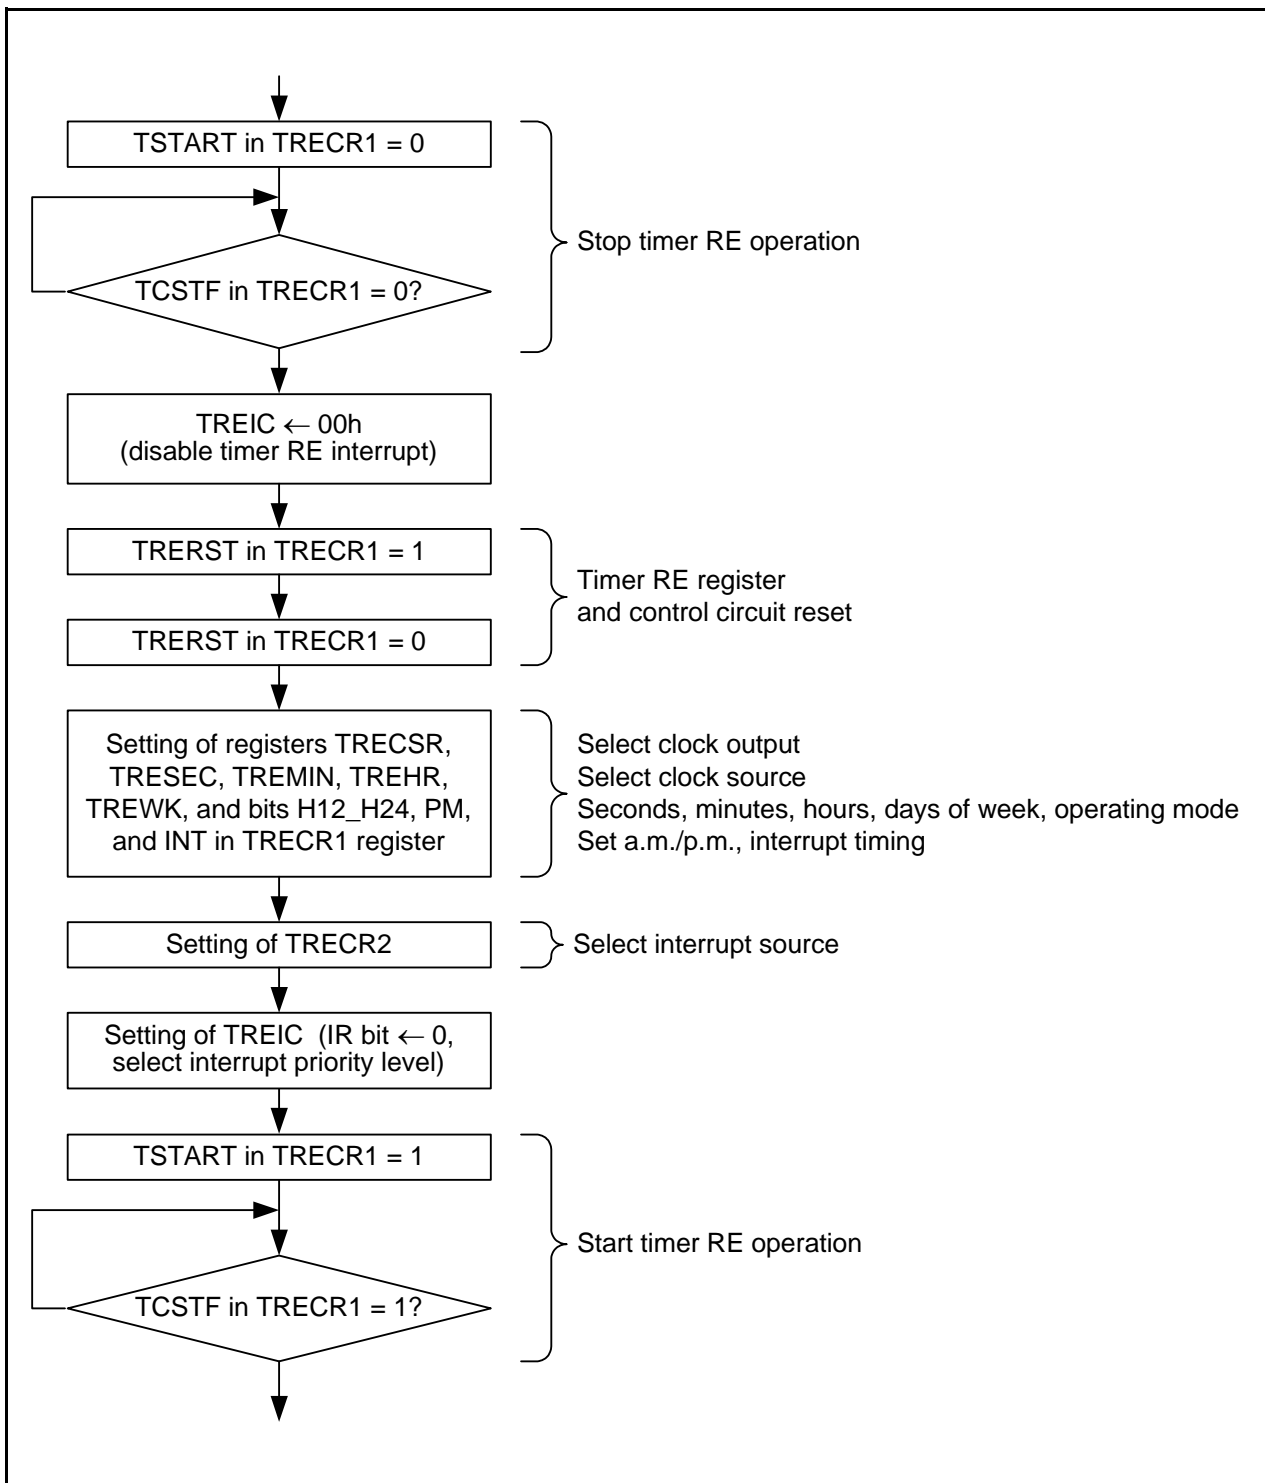 TSTART in TRECR1 = 0
TCSTF in TRECR1 = 0?
Stop timer RE operation
TREIC ← 00h
(disable timer RE interrupt)
TRERST in TRECR1 = 1
TRERST in TRECR1 = 0
Timer RE register
and control circuit reset
Setting of registers TRECSR,
TRESEC, TREMIN, TREHR,
TREWK, and bits H12_H24, PM,
and INT in TRECR1 register
Select clock output
Select clock source
Seconds, minutes, hours, days of week, operating mode
Set a.m./p.m., interrupt timing
Setting of TRECR2
Select interrupt source
Setting of TREIC (IR bit ← 0,
select interrupt priority level)
TSTART in TRECR1 = 1
TCSTF in TRECR1 = 1?
Start timer RE operation